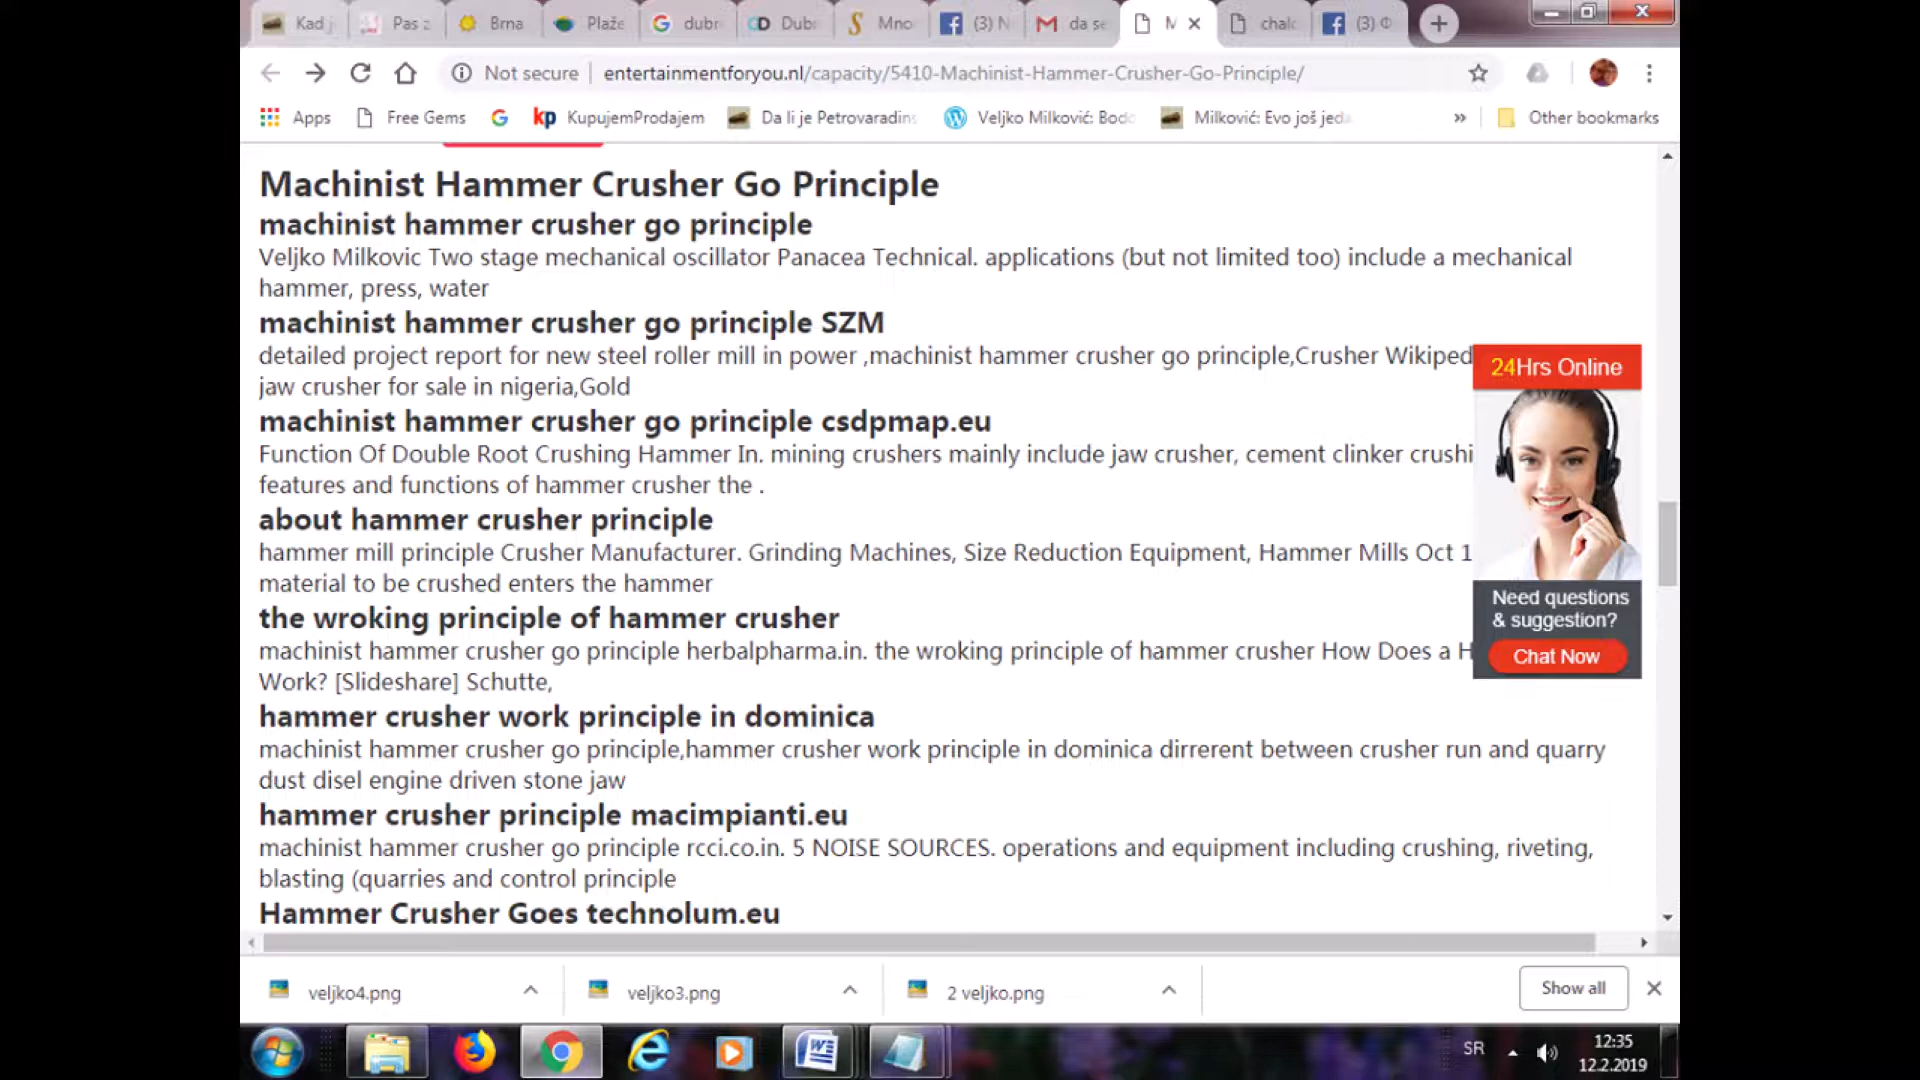 Kad j
Pas z
Brna
Plaže
dubr
Dub
Mno
(3) N
da se
M
chalc
(3)
Not secure
entertainmentforyou.nl/capacity/5410-Machinist-Hammer-Crusher-Go-Principle/
Apps
Free Gems
kp
KupujemProdajem
Da li je Petrovaradins
Veljko Milković: Bodo
Milković: Evo još jeda
»
Other bookmarks
Machinist Hammer Crusher Go Principle
machinist hammer crusher go principle
Veljko Milkovic Two stage mechanical oscillator Panacea Technical. applications (but not limited too) include a mechanical
hammer, press, water
machinist hammer crusher go principle SZM
detailed project report for new steel roller mill in power ,machinist hammer crusher go principle,Crusher Wikiped
jaw crusher for sale in nigeria,Gold
machinist hammer crusher go principle csdpmap.eu
Function Of Double Root Crushing Hammer In. mining crushers mainly include jaw crusher, cement clinker crushi
features and functions of hammer crusher the .
about hammer crusher principle
hammer mill principle Crusher Manufacturer. Grinding Machines, Size Reduction Equipment, Hammer Mills Oct 1
material to be crushed enters the hammer
the wroking principle of hammer crusher
machinist hammer crusher go principle herbalpharma.in. the wroking principle of hammer crusher How Does a H
Work? [Slideshare] Schutte,
hammer crusher work principle in dominica
machinist hammer crusher go principle,hammer crusher work principle in dominica dirrerent between crusher run and quarry
dust disel engine driven stone jaw
hammer crusher principle macimpianti.eu
machinist hammer crusher go principle rcci.co.in. 5 NOISE SOURCES. operations and equipment including crushing, riveting,
blasting (quarries and control principle
Hammer Crusher Goes technolum.eu
24Hrs Online
Need questions
& suggestion?
Chat Now
veljko4.png
veljko3.png
2 veljko.png
Show all
SR
12:35
12.2.2019